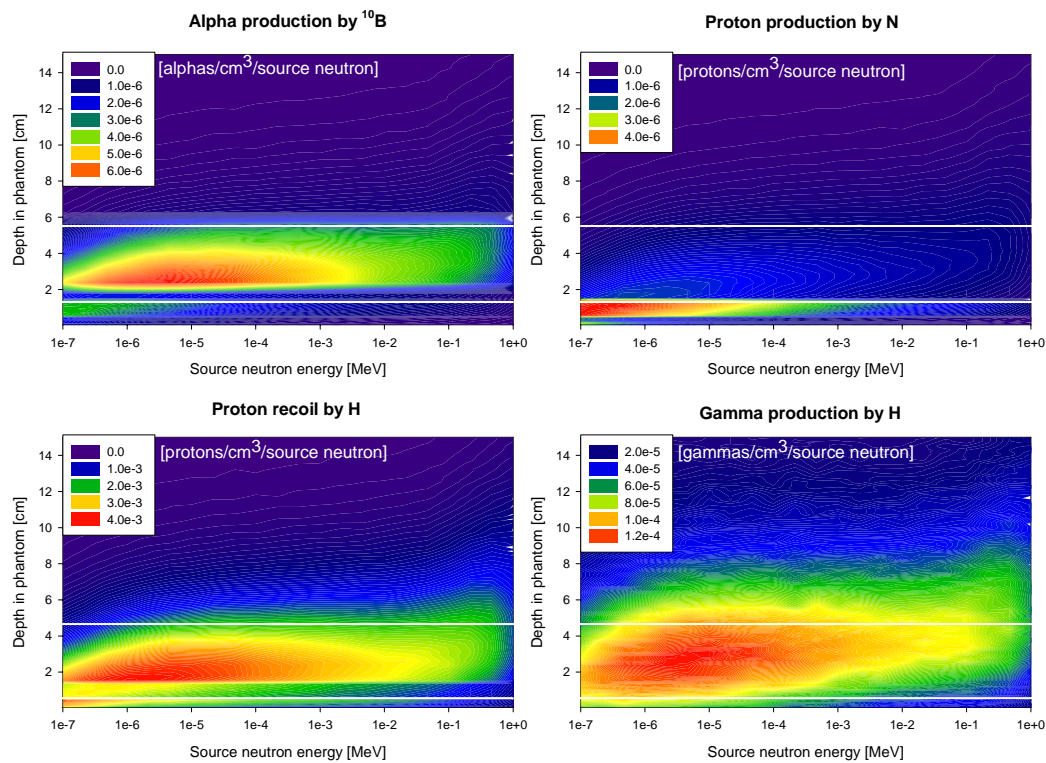 Alpha production by ¹⁰B
[alphas/cm³/source neutron]
0.0
1.0e-6
2.0e-6
3.0e-6
4.0e-6
5.0e-6
6.0e-6
Depth in phantom [cm]
14
12
10
8
6
4
2
1e-7 1e-6 1e-5 1e-4 1e-3 1e-2 1e-1 1e+0
Source neutron energy [MeV]
Proton production by N
[protons/cm³/source neutron]
0.0
1.0e-6
2.0e-6
3.0e-6
4.0e-6
Depth in phantom [cm]
14
12
10
8
6
4
2
1e-7 1e-6 1e-5 1e-4 1e-3 1e-2 1e-1 1e+0
Source neutron energy [MeV]
Proton recoil by H
[protons/cm³/source neutron]
0.0
1.0e-3
2.0e-3
3.0e-3
4.0e-3
Depth in phantom [cm]
14
12
10
8
6
4
2
1e-7 1e-6 1e-5 1e-4 1e-3 1e-2 1e-1 1e+0
Source neutron energy [MeV]
Gamma production by H
[gammas/cm³/source neutron]
2.0e-5
4.0e-5
6.0e-5
8.0e-5
1.0e-4
1.2e-4
Depth in phantom [cm]
14
12
10
8
6
4
2
1e-7 1e-6 1e-5 1e-4 1e-3 1e-2 1e-1 1e+0
Source neutron energy [MeV]